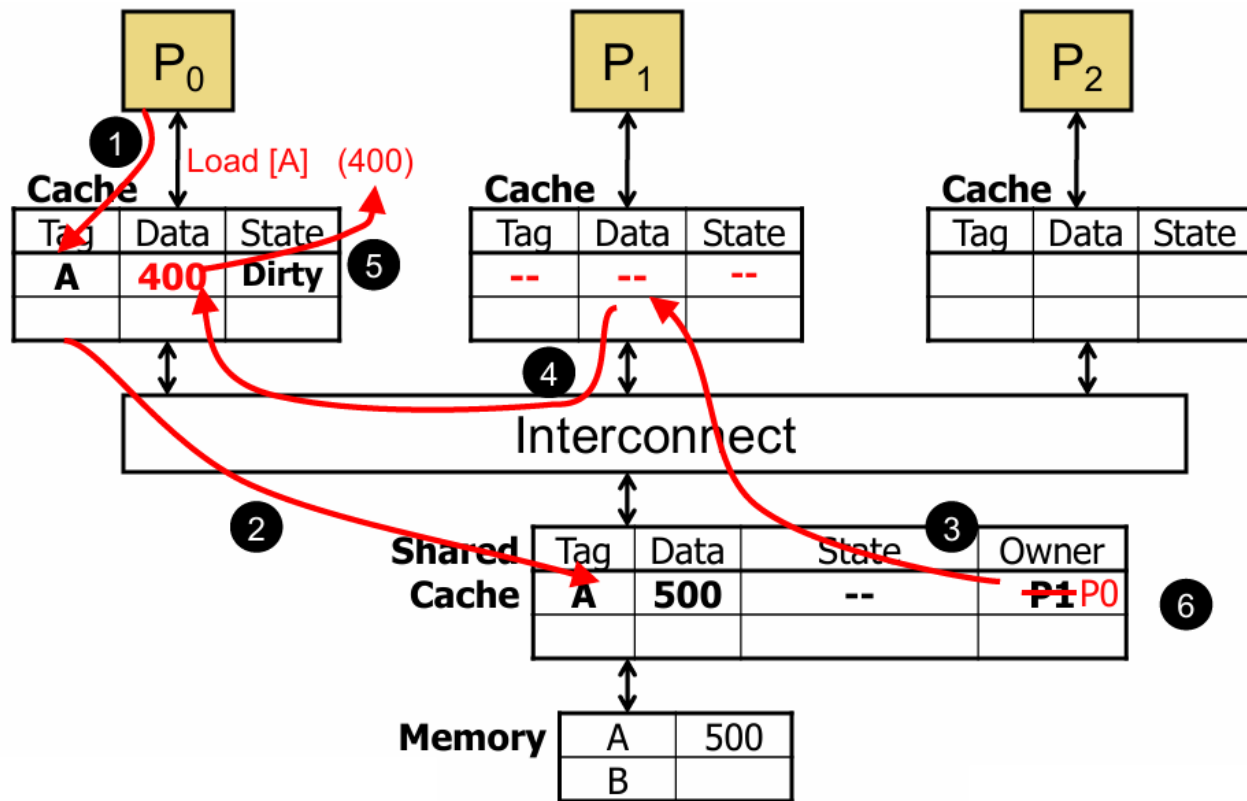 P0 P1 P2
1
Load [A] (400)
Cache Cache Cache
Tag Data State Tag Data State Tag Data State
A 400 Dirty 5 -- -- --
4
Interconnect
2 3
Shared Tag Data State Owner
Cache A 500 -- P1 P0 6
Memory A 500
B